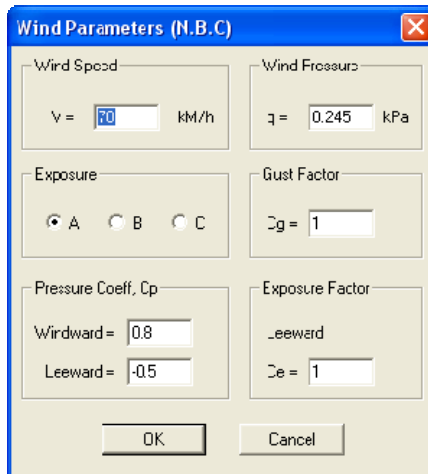 Wind Parameters (N.B.C)
Wind Speed
V = 70 kM/h
Wind Pressure
q = 0.245 kPa
Exposure
A B C
Gust Factor
Cg = 1
Pressure Coeff, Cp
Windward = 0.8
Leeward = -0.5
Exposure Factor
Leeward
Ce = 1
OK Cancel